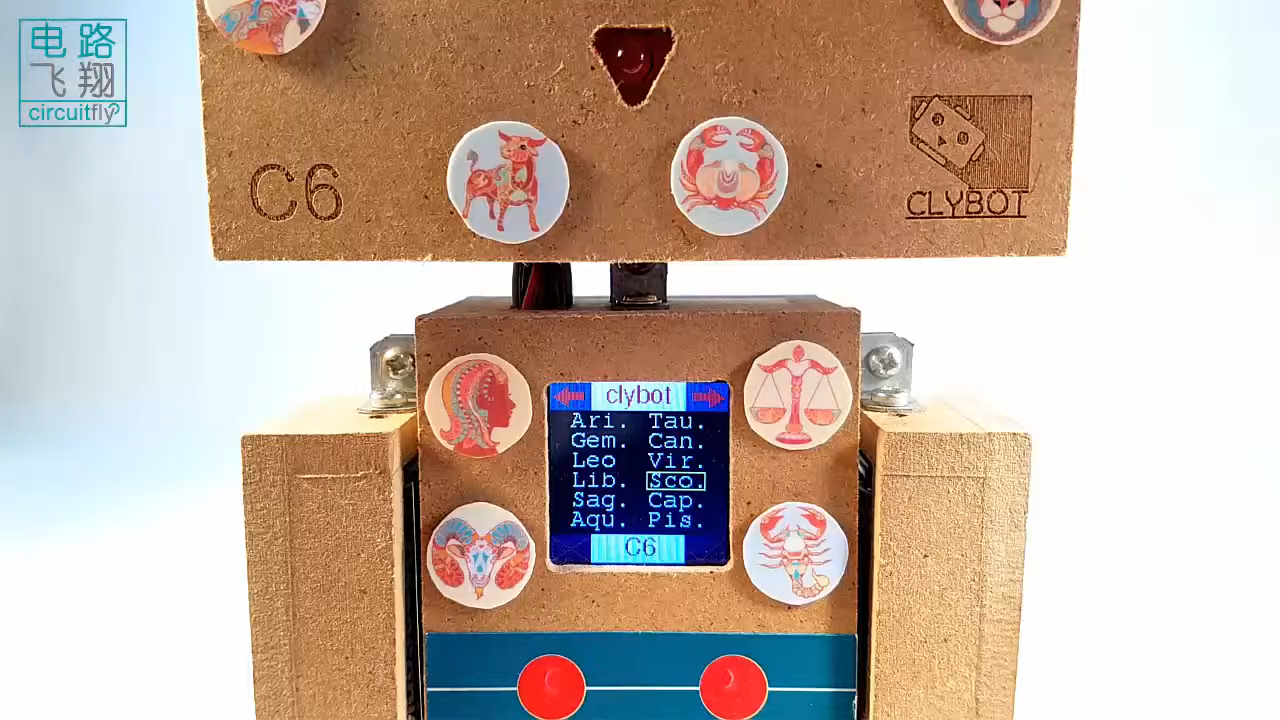 电路
飞翔
circuitfly
C6
CLYBOT
clybot
Ari. Tau.
Gem. Can.
Leo Vir.
Lib. Sco.
Sag. Cap.
Aqu. Pis.
C6